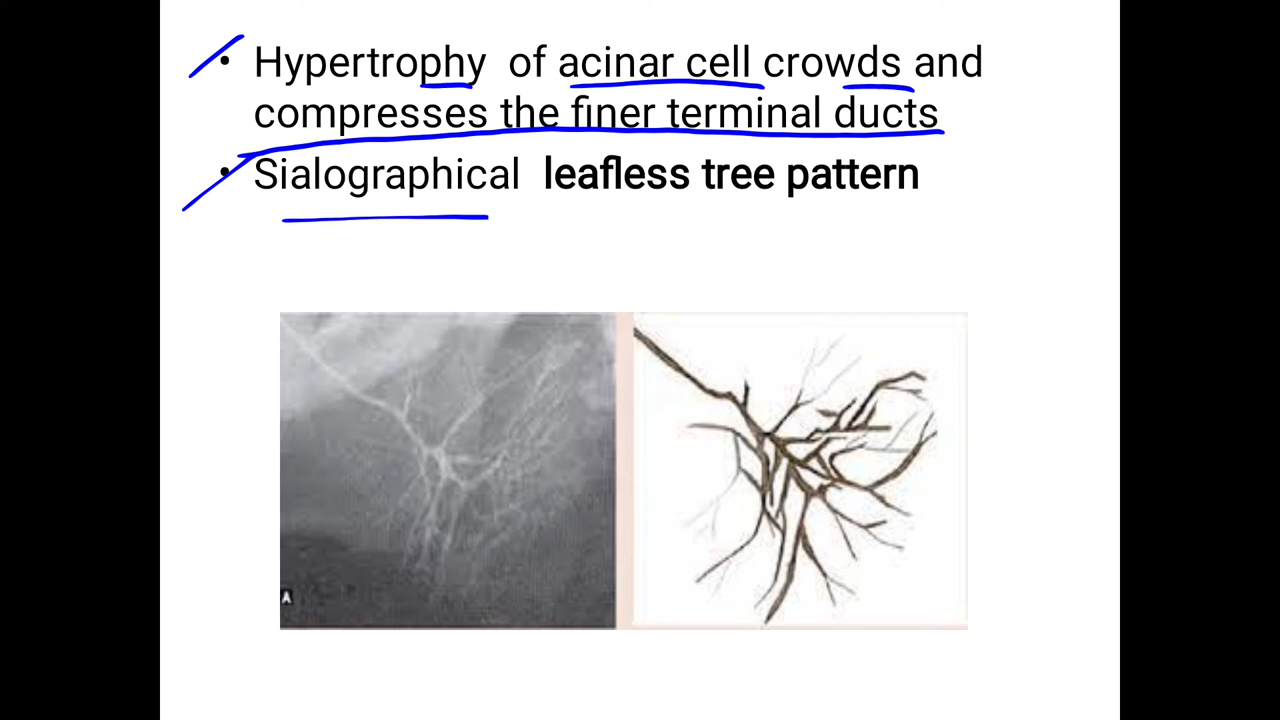 • Hypertrophy of acinar cell crowds and
compresses the finer terminal ducts
• Sialographical leafless tree pattern
A